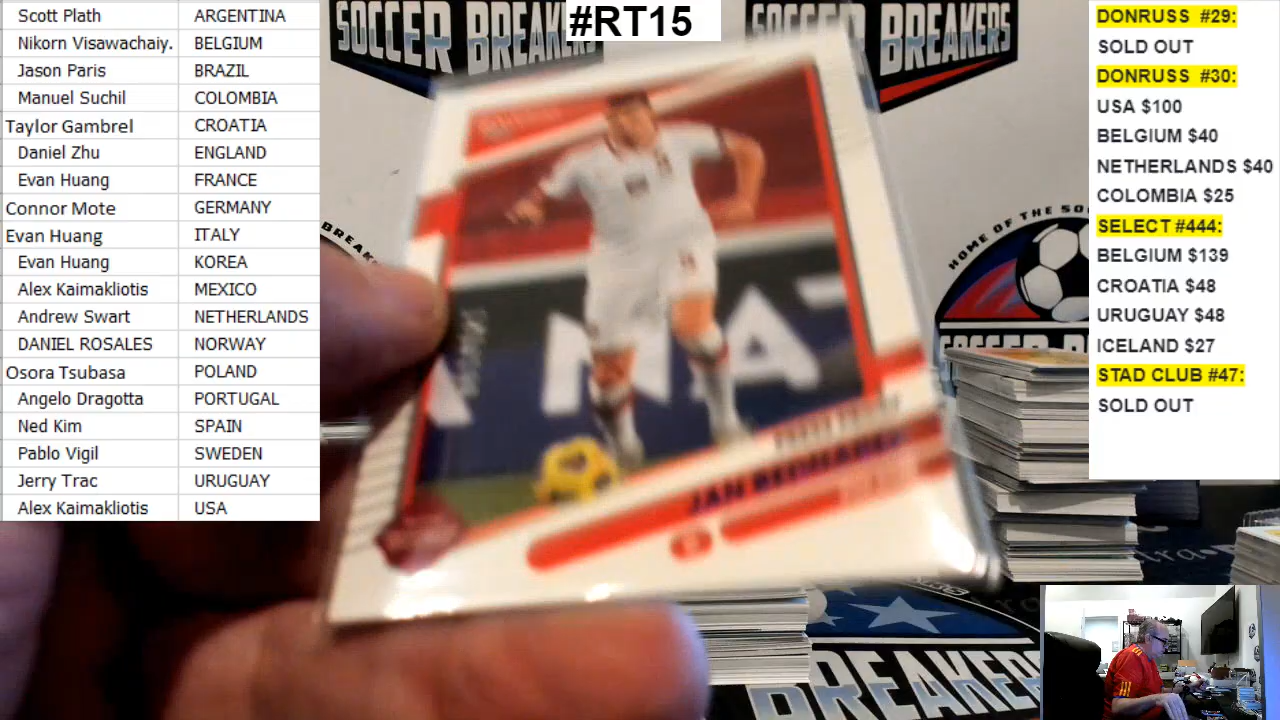 Scott Plath ARGENTINA
Nikorn Visawachaiy. BELGIUM
Jason Paris BRAZIL
Manuel Suchil COLOMBIA
Taylor Gambrel CROATIA
Daniel Zhu ENGLAND
Evan Huang FRANCE
Connor Mote GERMANY
Evan Huang ITALY
Evan Huang KOREA
Alex Kaimakliotis MEXICO
Andrew Swart NETHERLANDS
DANIEL ROSALES NORWAY
Osora Tsubasa POLAND
Angelo Dragotta PORTUGAL
Ned Kim SPAIN
Pablo Vigil SWEDEN
Jerry Trac URUGUAY
Alex Kaimakliotis USA
#RT15
SOCCER BREAKERS
BREAKERS
HOME OF THE SO
BREAKER
JAN
BREAKERS
DONRUSS #29:
SOLD OUT
DONRUSS #30:
USA $100
BELGIUM $40
NETHERLANDS $40
COLOMBIA $25
SELECT #444:
BELGIUM $139
CROATIA $48
URUGUAY $48
ICELAND $27
STAD CLUB #47:
SOLD OUT